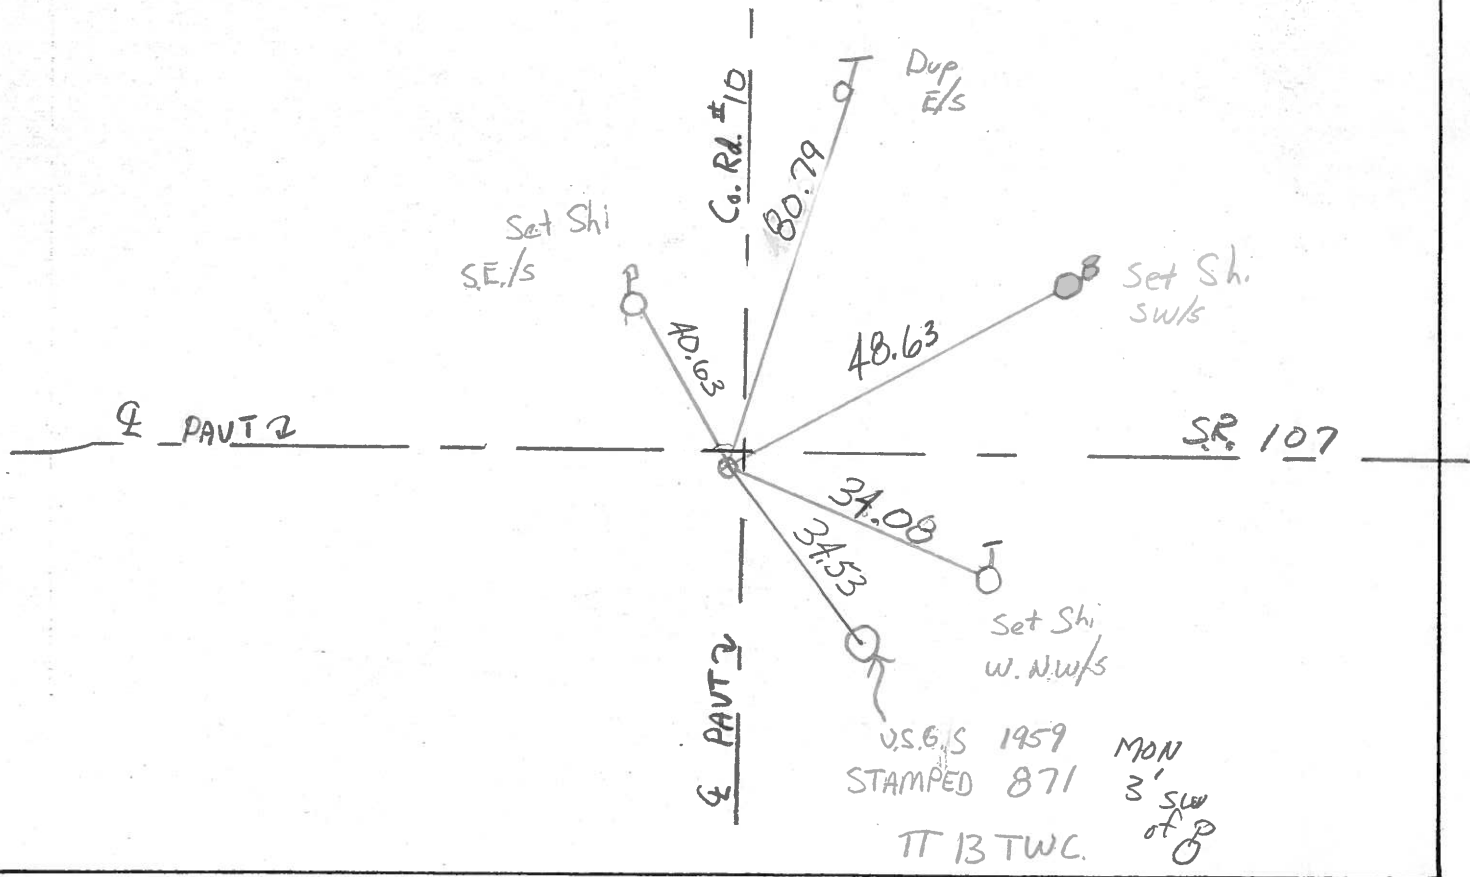 Dup
E/S
Co. Rd. #10
80.79
Set Shi
S.E./S
Set Sh.
SW/S
40.63
48.63
℄ PAVT
S.R. 107
34.08
34.53
Set Shi
W. N.W/S
℄ PAVT
U.S.G.S 1959
STAMPED 871
TT 13 TWC.
MON
3' SW
of P